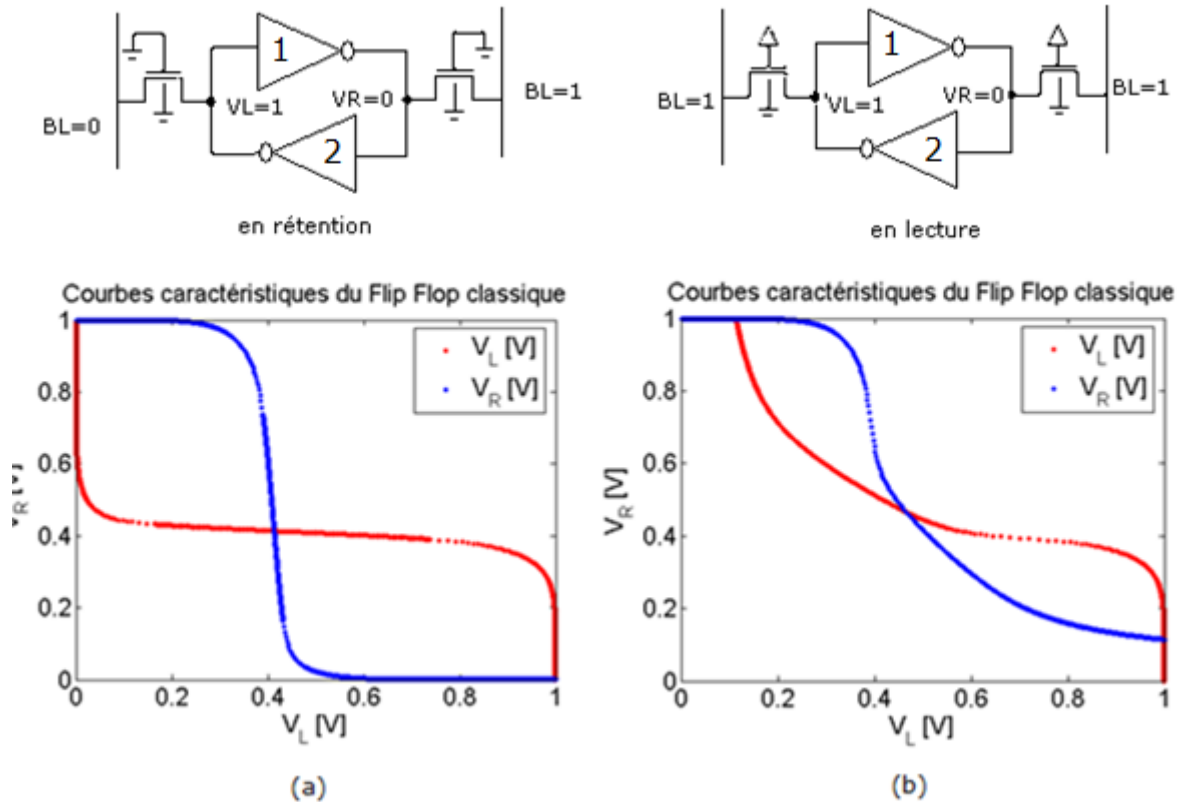 1
VL=1
VR=0
BL=1
BL=0
2
en rétention
1
BL=1
VL=1
VR=0
BL=1
2
en lecture
Courbes caractéristiques du Flip Flop classique
V_L [V]
V_R [V]
1
0.8
0.6
0.4
0.2
0
0 0.2 0.4 0.6 0.8 1
V_L [V]
(a)
Courbes caractéristiques du Flip Flop classique
V_L [V]
V_R [V]
V_R [V]
1
0.8
0.6
0.4
0.2
0
0 0.2 0.4 0.6 0.8 1
V_L [V]
(b)